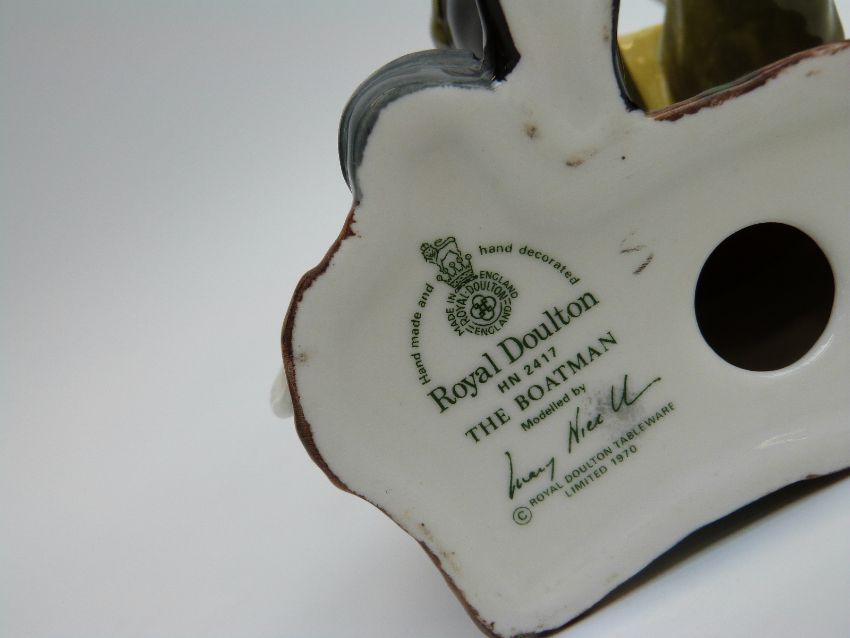 Hand made and hand decorated
MADE IN ENGLAND
ROYAL DOULTON
ENGLAND
Royal Doulton
HN 2417
THE BOATMAN
Modelled by
© ROYAL DOULTON TABLEWARE
LIMITED 1970